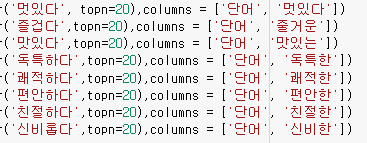 ('멋있다', topn=20),columns = ['단어', '멋있다'])
('즐겁다',topn=20),columns = ['단어', '즐거운'])
('맛있다',topn=20),columns = ['단어', '맛있는'])
('독특하다',topn=20),columns = ['단어', '독특한'])
('쾌적하다',topn=20),columns = ['단어', '쾌적한'])
('편안하다',topn=20),columns = ['단어', '편안한'])
('친절하다',topn=20),columns = ['단어', '친절한'])
('신비롭다',topn=20),columns = ['단어', '신비한'])